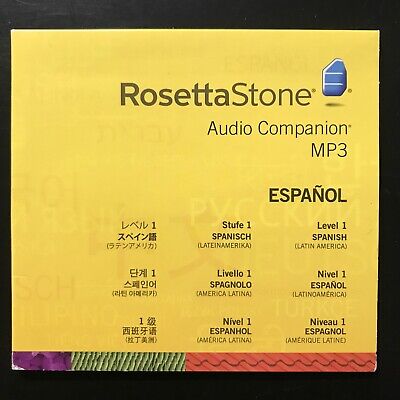 RosettaStone®
Audio Companion®
MP3
ESPAÑOL
レベル 1
スペイン語
(ラテンアメリカ)
Stufe 1
SPANISCH
(LATEINAMERIKA)
Level 1
SPANISH
(LATIN AMERICA)
단계 1
스페인어
(라틴 아메리카)
Livello 1
SPAGNOLO
(AMERICA LATINA)
Nivel 1
ESPAÑOL
(LATINOAMÉRICA)
1 级
西班牙语
(拉丁美洲)
Nível 1
ESPANHOL
(AMÉRICA LATINA)
Niveau 1
ESPAGNOL
(AMÉRIQUE LATINE)
РУССКИЙ